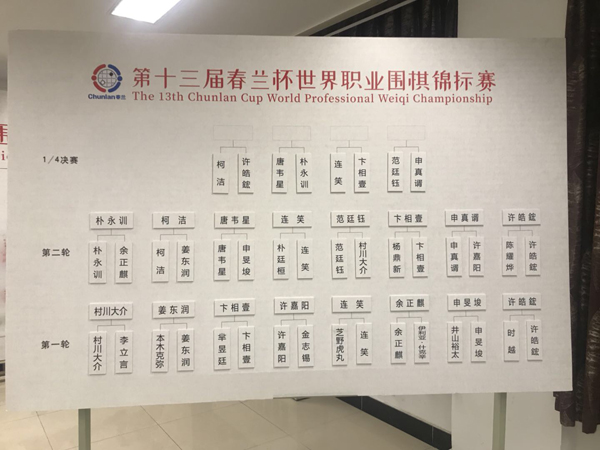 Chunlan春兰
第十三届春兰杯世界职业围棋锦标赛
The 13th Chunlan Cup World Professional Weiqi Championship
1/4决赛
柯洁 许皓鋐 唐韦星 朴永训 连笑 卞相壹 范廷钰 申真谞
朴永训 柯洁 唐韦星 连笑 范廷钰 卞相壹 申真谞 许皓鋐
第二轮
朴永训 余正麒 柯洁 姜东润 唐韦星 申旻埈 朴廷桓 连笑 范廷钰 村川大介 杨鼎新 卞相壹 申真谞 许嘉阳 陈耀烨 许皓鋐
村川大介 姜东润 卞相壹 许嘉阳 连笑 余正麒 申旻埈 许皓鋐
第一轮
村川大介 李立言 本木克弥 姜东润 芈昱廷 卞相壹 许嘉阳 金志锡 芝野虎丸 连笑 余正麒 伊利亚·什克辛 井山裕太 申旻埈 时越 许皓鋐